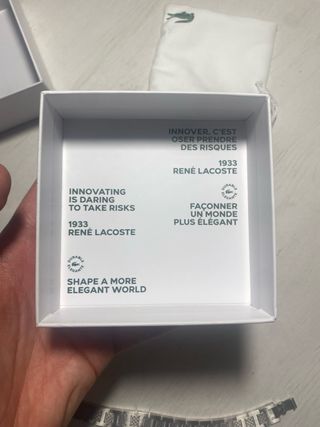 INNOVER, C'EST
OSER PRENDRE
DES RISQUES
1933
RENÉ LACOSTE
FAÇONNER
UN MONDE
PLUS ÉLÉGANT
INNOVATING
IS DARING
TO TAKE RISKS
1933
RENÉ LACOSTE
SHAPE A MORE
ELEGANT WORLD